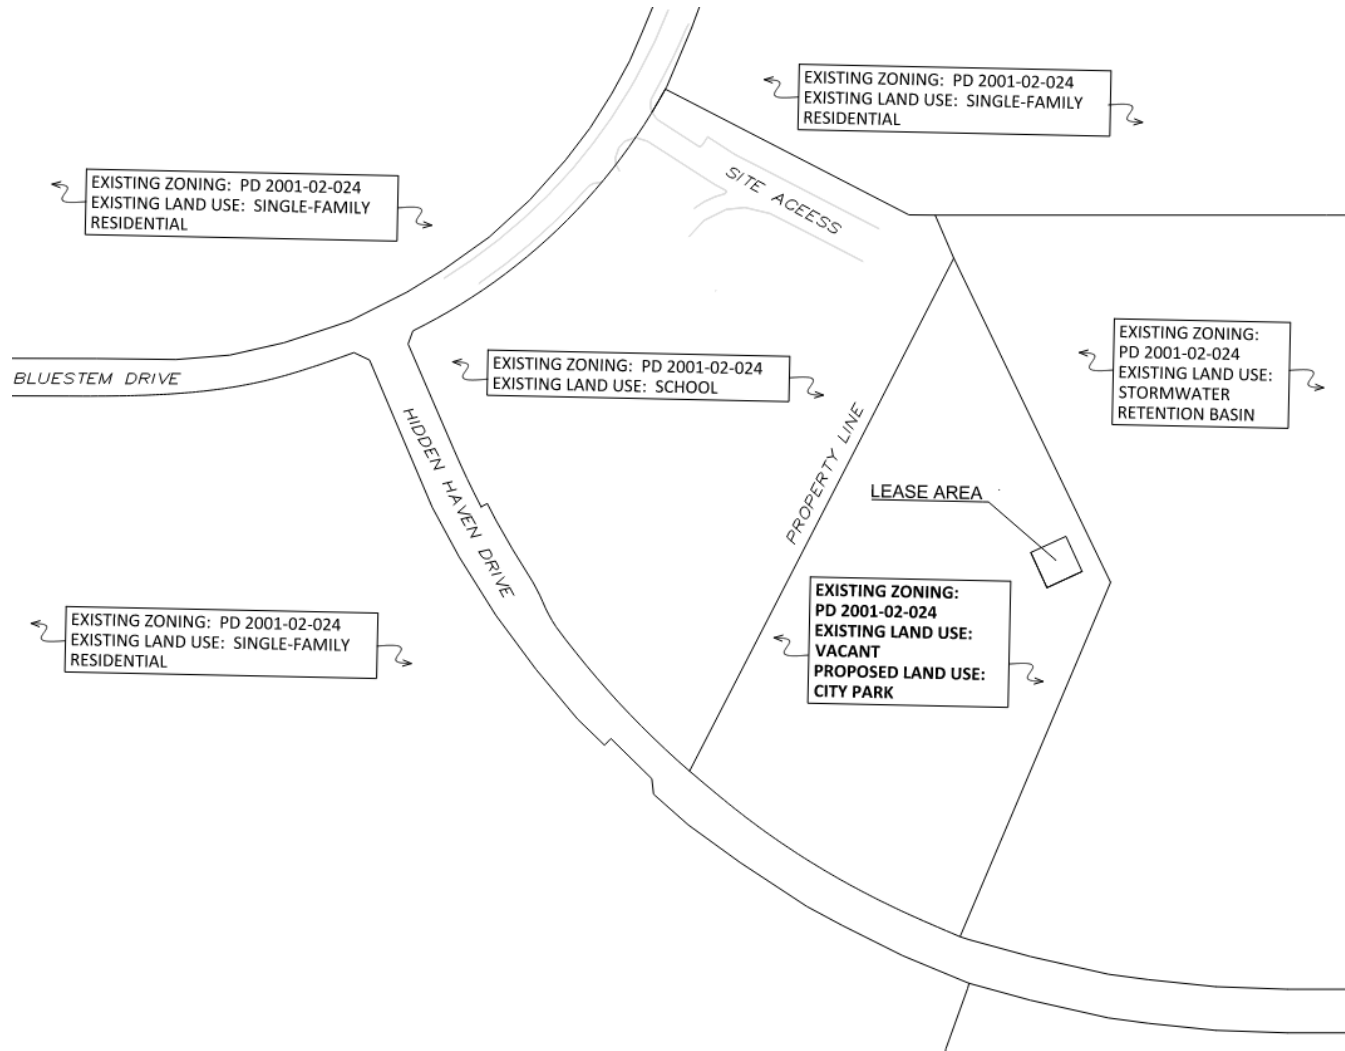 EXISTING ZONING: PD 2001-02-024
EXISTING LAND USE: SINGLE-FAMILY
RESIDENTIAL
EXISTING ZONING: PD 2001-02-024
EXISTING LAND USE: SINGLE-FAMILY
RESIDENTIAL
SITE ACEESS
EXISTING ZONING:
PD 2001-02-024
EXISTING LAND USE:
STORMWATER
RETENTION BASIN
EXISTING ZONING: PD 2001-02-024
EXISTING LAND USE: SCHOOL
BLUESTEM DRIVE
HIDDEN HAVEN DRIVE
PROPERTY LINE
LEASE AREA
EXISTING ZONING:
PD 2001-02-024
EXISTING LAND USE:
VACANT
PROPOSED LAND USE:
CITY PARK
EXISTING ZONING: PD 2001-02-024
EXISTING LAND USE: SINGLE-FAMILY
RESIDENTIAL